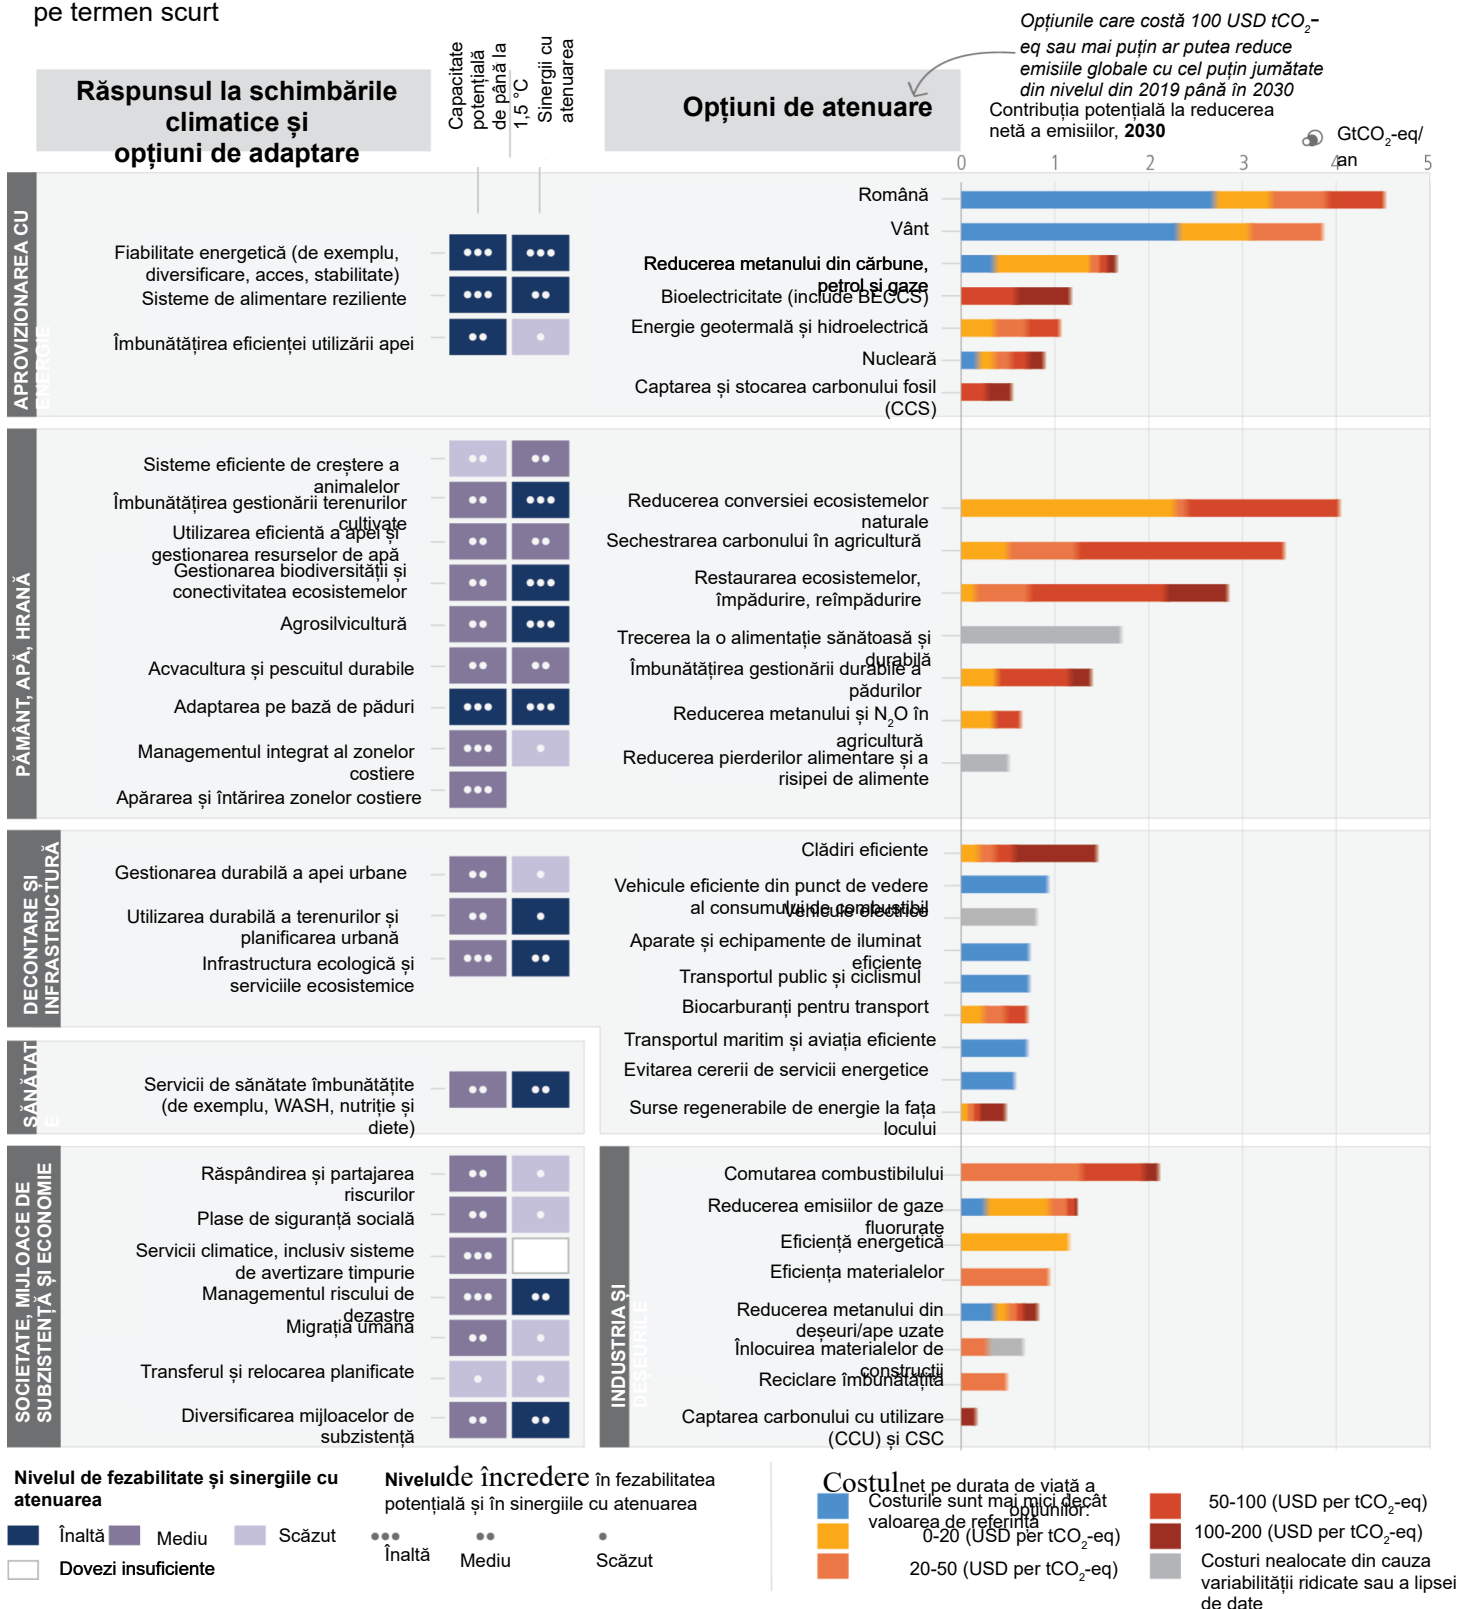 pe termen scurt
Răspunsul la schimbările
climatice și
opțiuni de adaptare
Capacitate
potențială
de până la
1,5 °C
Sinergii cu
atenuarea
Opțiuni de atenuare
Opțiunile care costă 100 USD tCO2-
eq sau mai puțin ar putea reduce
emisiile globale cu cel puțin jumătate
din nivelul din 2019 până în 2030
Contribuția potențială la reducerea
netă a emisiilor, 2030
GtCO2-eq/
an
0 1 2 3 4 5
APROVIZIONAREA CU
ENERGIE
Fiabilitate energetică (de exemplu,
diversificare, acces, stabilitate)
Sisteme de alimentare reziliente
Îmbunătățirea eficienței utilizării apei
Română
Vânt
Reducerea metanului din cărbune,
petrol și gaze
Bioelectricitate (include BECCS)
Energie geotermală și hidroelectrică
Nucleară
Captarea și stocarea carbonului fosil
(CCS)
PĂMÂNT, APĂ, HRANĂ
Sisteme eficiente de creștere a
animalelor
Îmbunătățirea gestionării terenurilor
cultivate
Utilizarea eficientă a apei și
gestionarea resurselor de apă
Gestionarea biodiversității și
conectivitatea ecosistemelor
Agrosilvicultură
Acvacultura și pescuitul durabile
Adaptarea pe bază de păduri
Managementul integrat al zonelor
costiere
Apărarea și întărirea zonelor costiere
Reducerea conversiei ecosistemelor
naturale
Sechestrarea carbonului în agricultură
Restaurarea ecosistemelor,
împădurire, reîmpădurire
Trecerea la o alimentație sănătoasă și
durabilă
Îmbunătățirea gestionării durabile a
pădurilor
Reducerea metanului și N2O în
agricultură
Reducerea pierderilor alimentare și a
risipei de alimente
DECONTARE ȘI
INFRASTRUCTURĂ
Gestionarea durabilă a apei urbane
Utilizarea durabilă a terenurilor și
planificarea urbană
Infrastructura ecologică și
serviciile ecosistemice
Clădiri eficiente
Vehicule eficiente din punct de vedere
al consumului de combustibil
Vehicule electrice
Aparate și echipamente de iluminat
eficiente
Transportul public și ciclismul
Biocarburanți pentru transport
Transportul maritim și aviația eficiente
Evitarea cererii de servicii energetice
Surse regenerabile de energie la fața
locului
SĂNĂTAT
E
Servicii de sănătate îmbunătățite
(de exemplu, WASH, nutriție și
diete)
SOCIETATE, MIJLOACE DE
SUBZISTENȚĂ ȘI ECONOMIE
Răspândirea și partajarea
riscurilor
Plase de siguranță socială
Servicii climatice, inclusiv sisteme
de avertizare timpurie
Managementul riscului de
dezastre
Migrația umană
Transferul și relocarea planificate
Diversificarea mijloacelor de
subzistență
INDUSTRIA ȘI
DEȘEURILE
Comutarea combustibilului
Reducerea emisiilor de gaze
fluorurate
Eficiență energetică
Eficiența materialelor
Reducerea metanului din
deșeuri/ape uzate
Înlocuirea materialelor de
construcții
Reciclare îmbunătățită
Captarea carbonului cu utilizare
(CCU) și CSC
Nivelul de fezabilitate și sinergiile cu
atenuarea
Înaltă
Mediu
Scăzut
Dovezi insuficiente
Nivelul de încredere în fezabilitatea
potențială și în sinergiile cu atenuarea
Înaltă
Mediu
Scăzut
Costul net pe durata de viață a
opțiunilor:
Costurile sunt mai mici decât
valoarea de referință
0-20 (USD per tCO2-eq)
20-50 (USD per tCO2-eq)
50-100 (USD per tCO2-eq)
100-200 (USD per tCO2-eq)
Costuri nealocate din cauza
variabilității ridicate sau a lipsei
de date